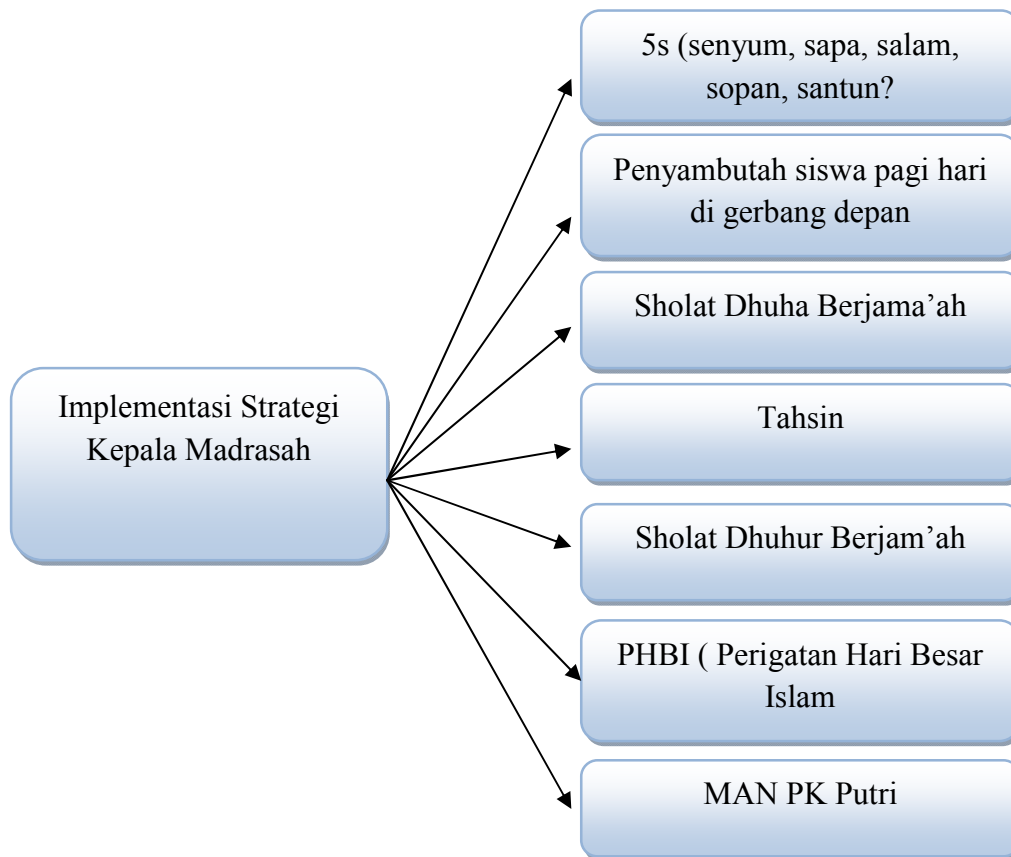 5s (senyum, sapa, salam,
sopan, santun?
Penyambutah siswa pagi hari
di gerbang depan
Sholat Dhuha Berjama’ah
Implementasi Strategi
Kepala Madrasah
Tahsin
Sholat Dhuhur Berjam’ah
PHBI ( Perigatan Hari Besar
Islam
MAN PK Putri